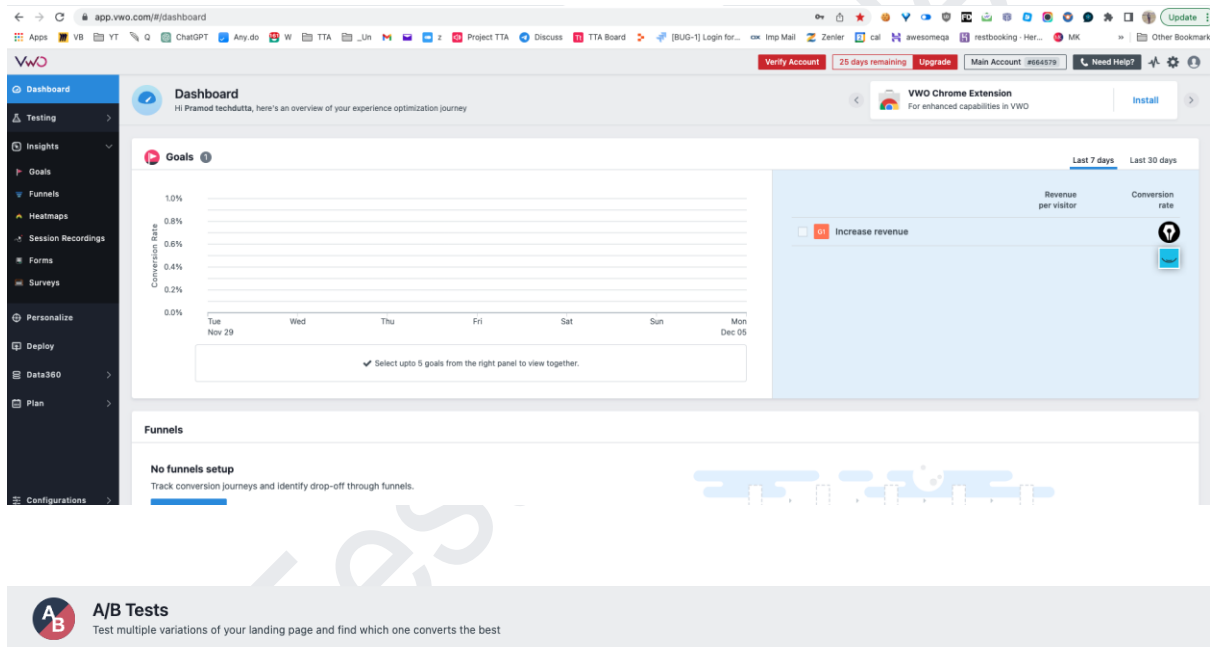 app.vwo.com/#/dashboard
Update
Apps VB YT Q ChatGPT Any.do W TTA _Un z Project TTA Discuss TTA Board [BUG-1] Login for... Imp Mail Zenler cal awesomeqa restbooking - Her... MK » Other Bookmark
VWO
Verify Account 25 days remaining Upgrade Main Account #664579 Need Help?
Dashboard
Testing
Insights
Goals
Funnels
Heatmaps
Session Recordings
Forms
Surveys
Personalize
Deploy
Data360
Plan
Configurations
Dashboard
Hi Pramod techdutta, here's an overview of your experience optimization journey
VWO Chrome Extension
For enhanced capabilities in VWO
Install
Goals 1
Last 7 days Last 30 days
Conversion Rate
1.0%
0.8%
0.6%
0.4%
0.2%
0.0%
Tue Wed Thu Fri Sat Sun Mon
Nov 29 Dec 05
Select upto 5 goals from the right panel to view together.
Revenue Conversion
per visitor rate
G1 Increase revenue
Funnels
No funnels setup
Track conversion journeys and identify drop-off through funnels.
Tes
A/B
A/B Tests
Test multiple variations of your landing page and find which one converts the best